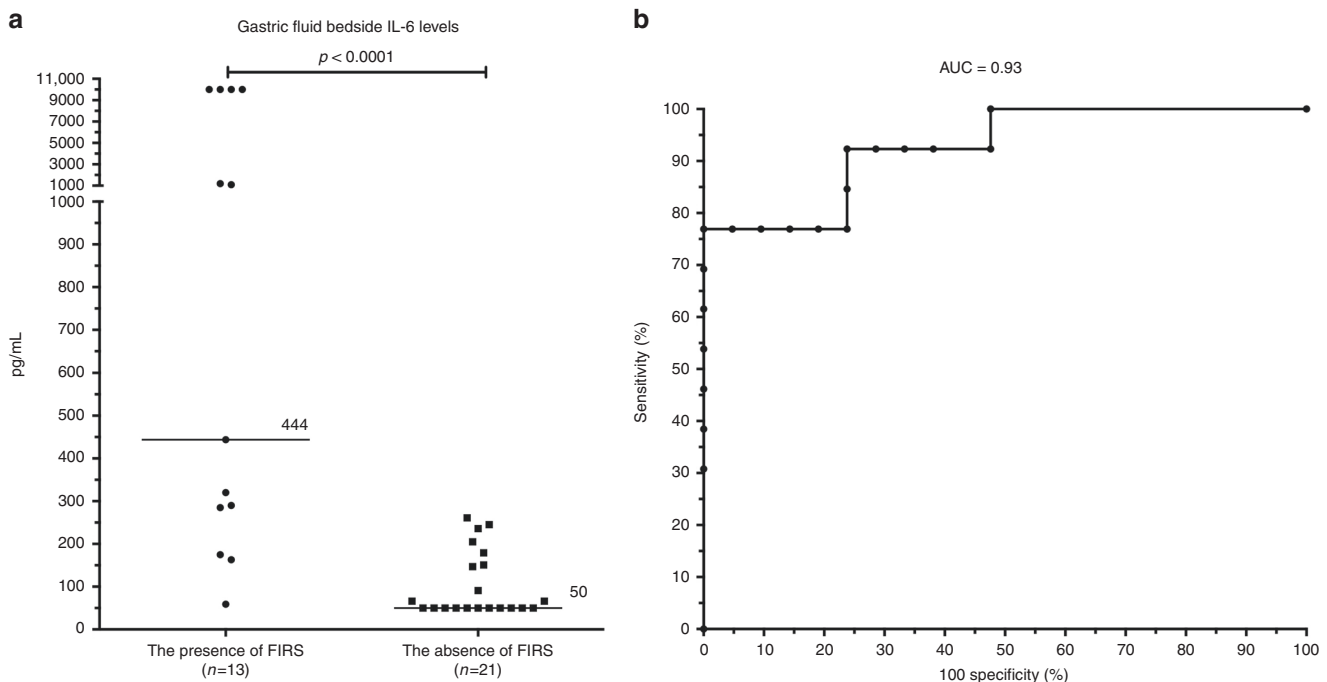 a
Gastric fluid bedside IL-6 levels
p < 0.0001
11,000
9000
7000
5000
3000
1000
1000
900
800
700
600
500
400
300
200
100
0
pg/mL
444
50
The presence of FIRS
(n=13)
The absence of FIRS
(n=21)
b
AUC = 0.93
100
90
80
70
60
50
40
30
20
10
0
Sensitivity (%)
0 10 20 30 40 50 60 70 80 90 100
100 specificity (%)